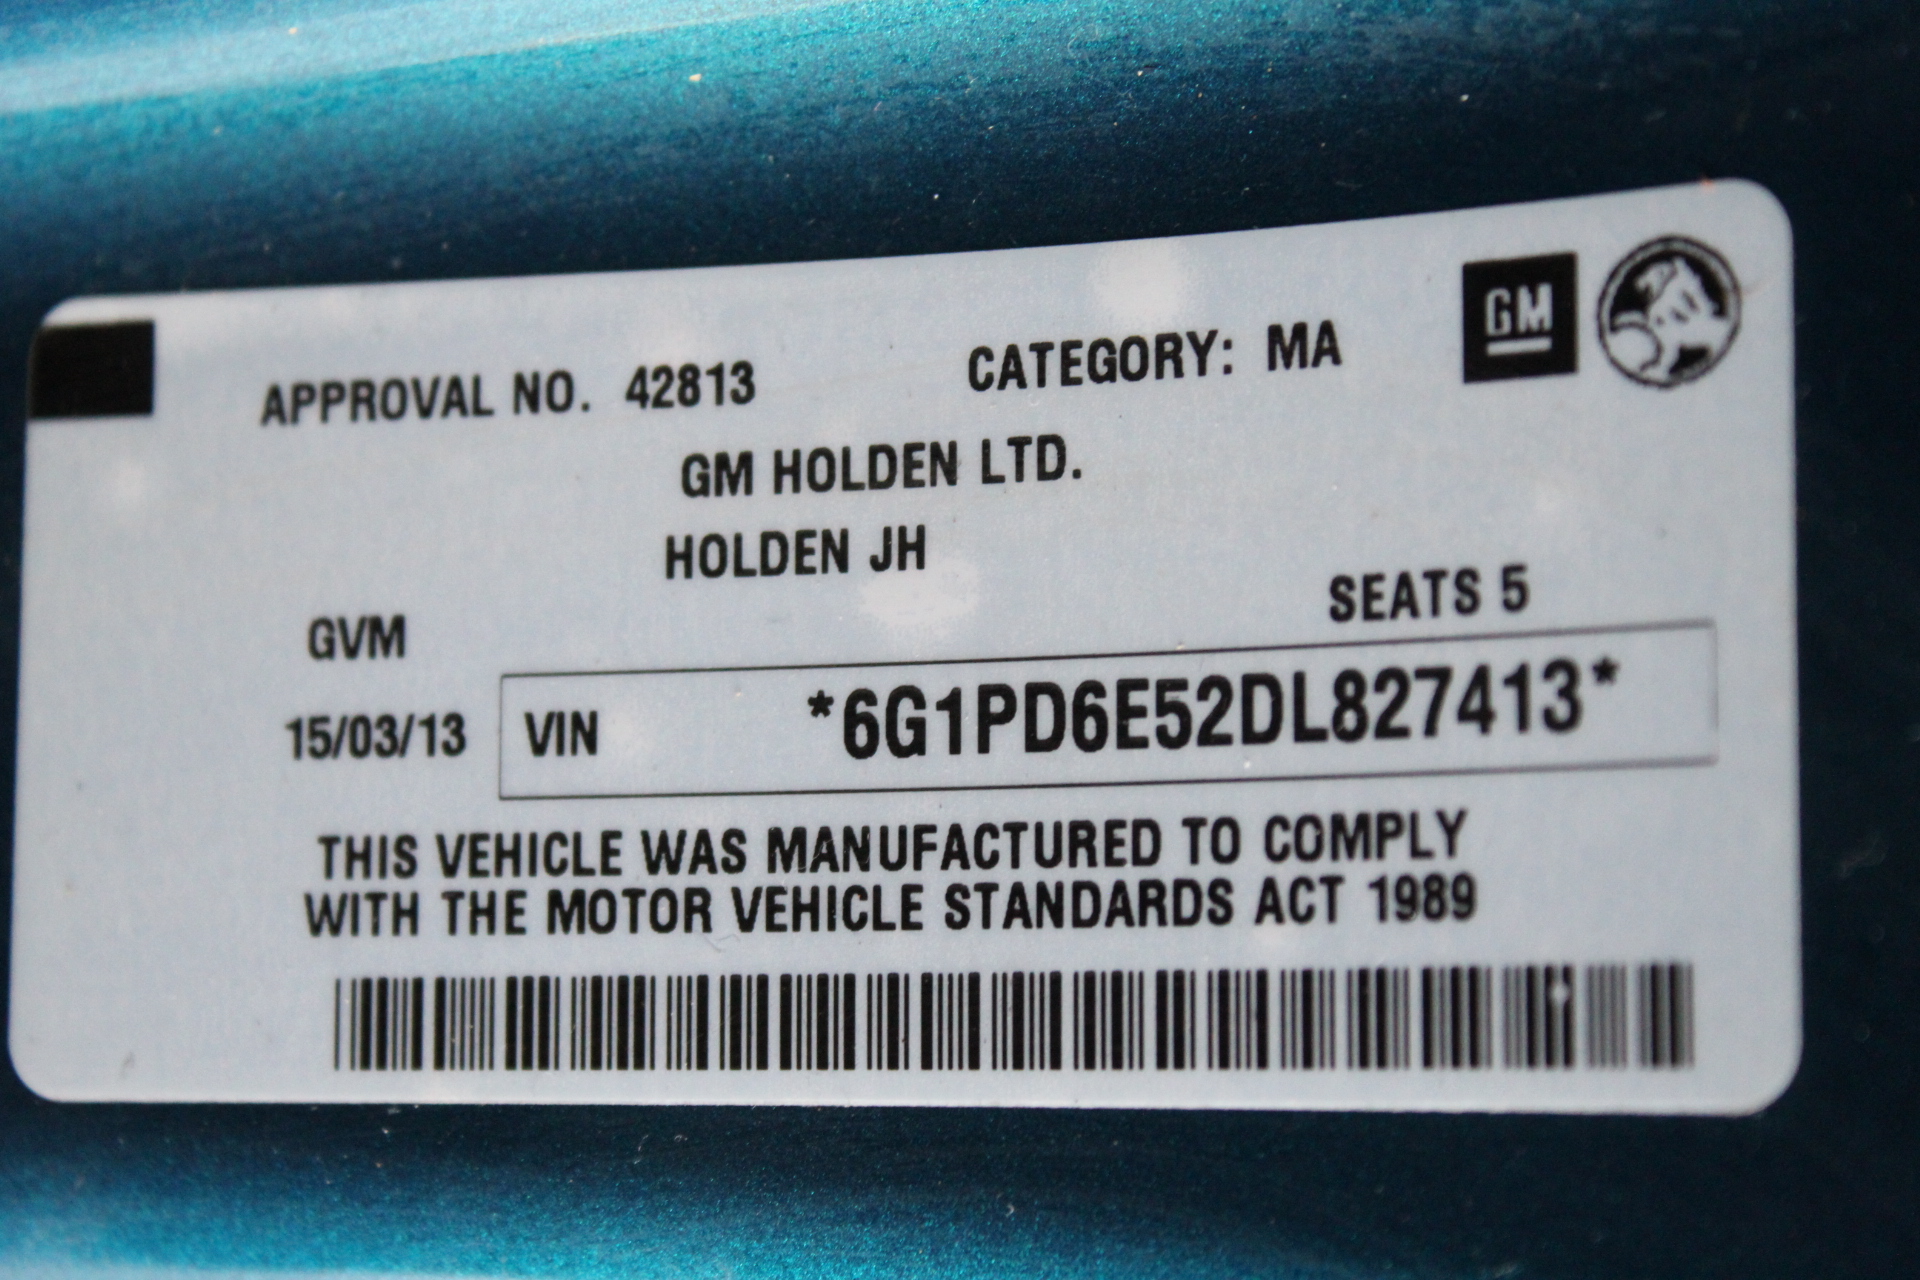 APPROVAL NO. 42813 CATEGORY: MA GM
GM HOLDEN LTD.
HOLDEN JH
SEATS 5
GVM
15/03/13 VIN *6G1PD6E52DL827413*
THIS VEHICLE WAS MANUFACTURED TO COMPLY
WITH THE MOTOR VEHICLE STANDARDS ACT 1989